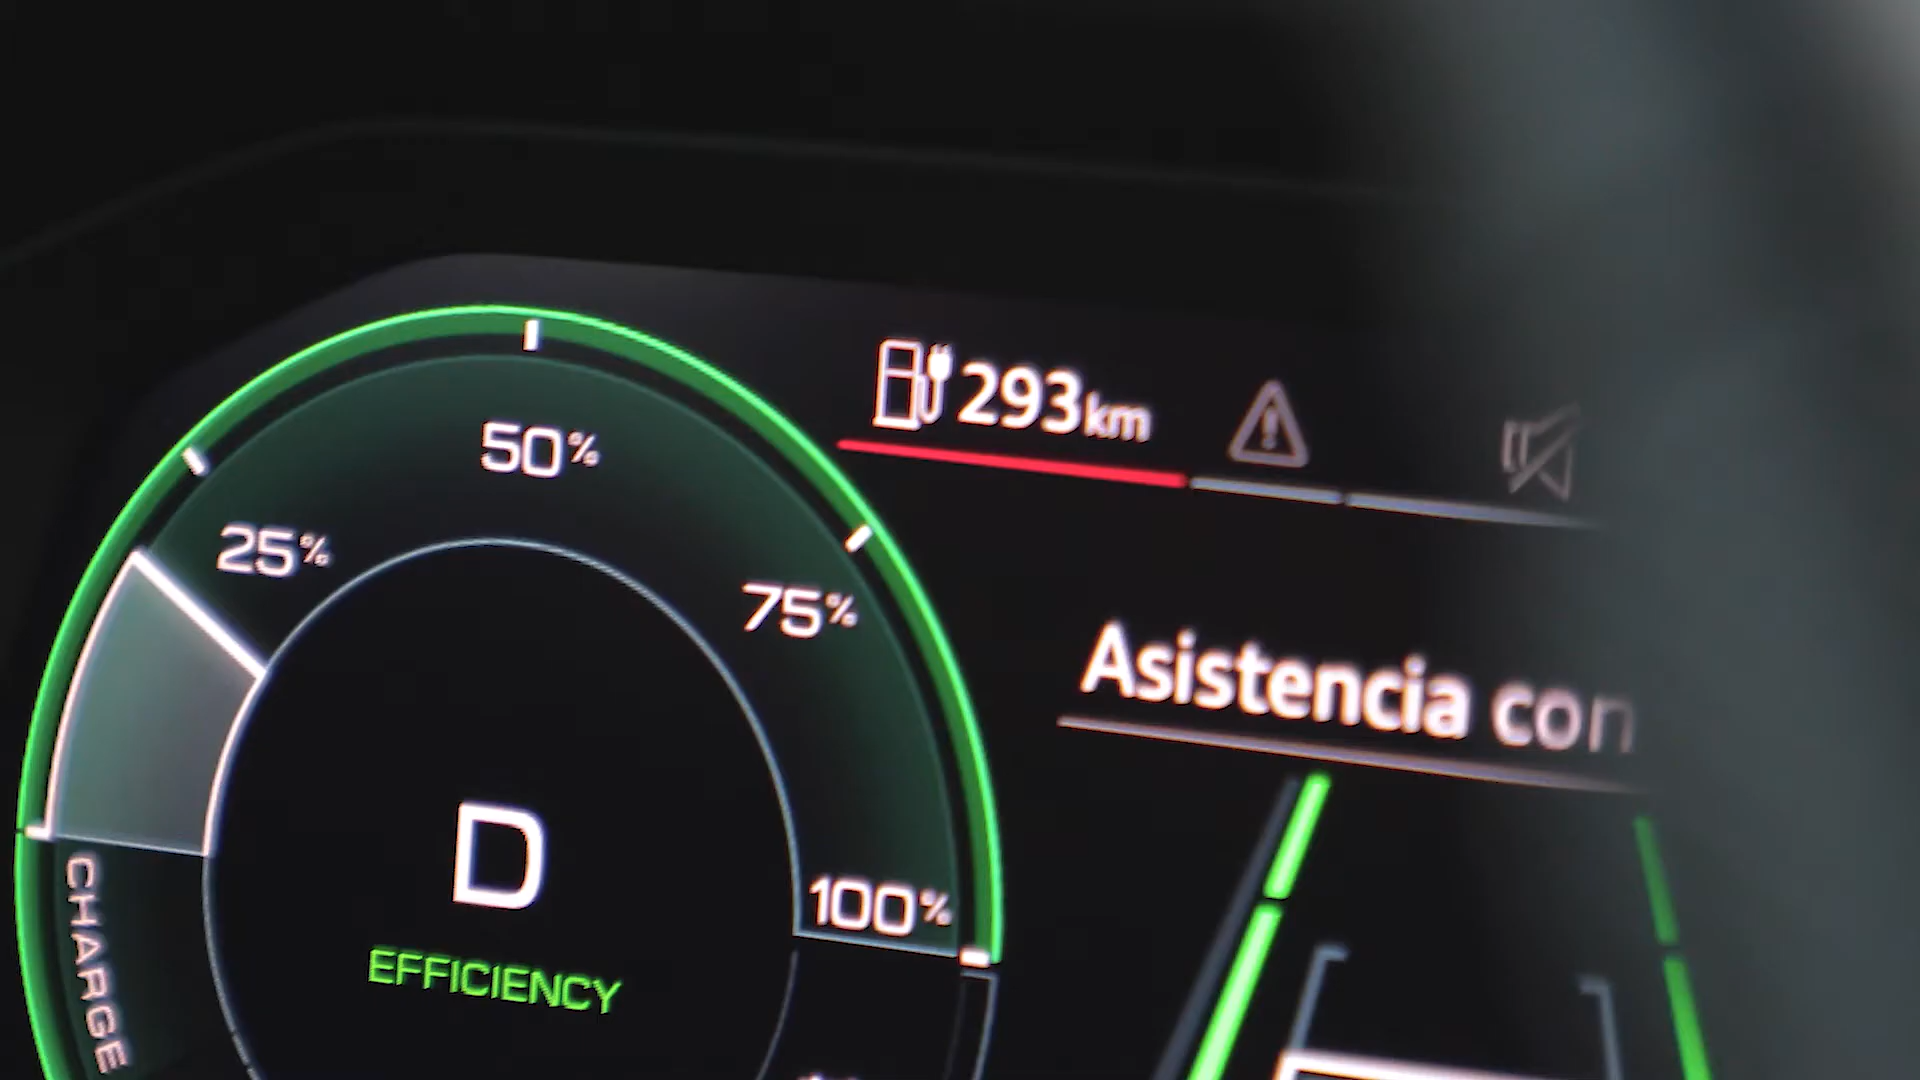 293km
50%
25%
75%
Asistencia con
D
100%
CHARGE
EFFICIENCY